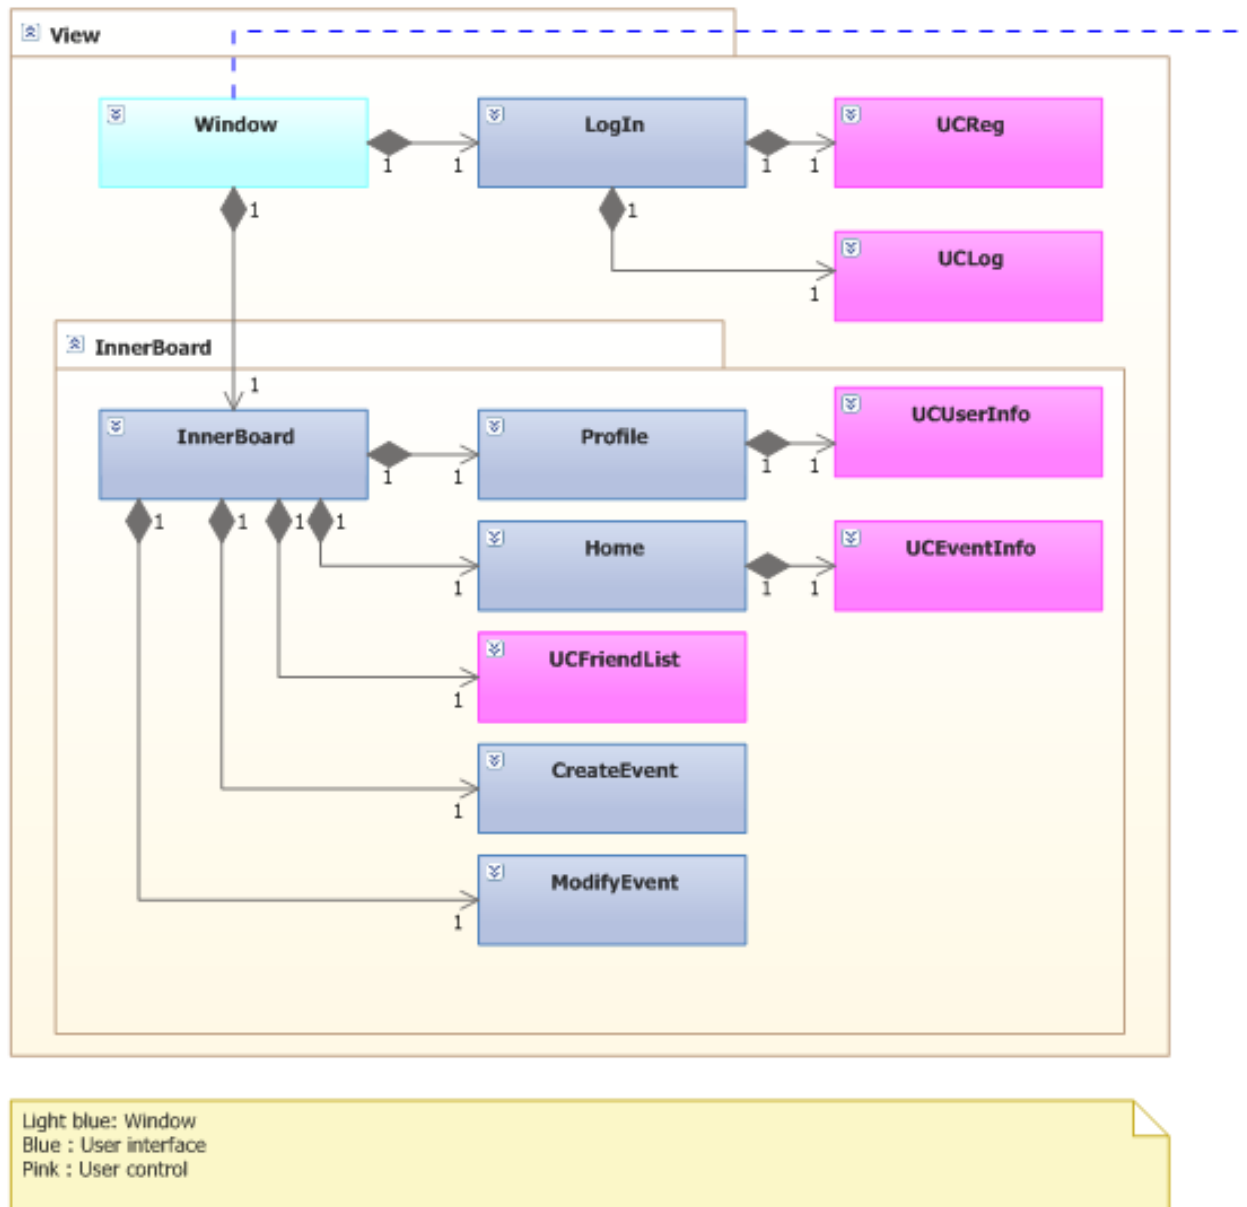 View
Window
LogIn
UCReg
1
1
1
1
1
1
UCLog
1
InnerBoard
1
InnerBoard
Profile
UCUserInfo
1
1
1
1
1
1
1
1
Home
UCEventInfo
1
1
1
UCFriendList
1
CreateEvent
1
ModifyEvent
1
Light blue: Window
Blue : User interface
Pink : User control